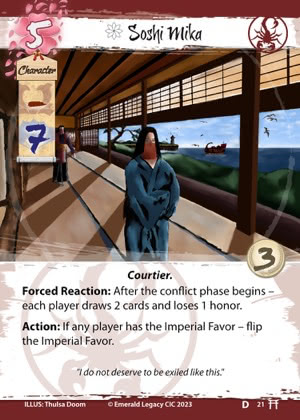 5
Soshi Mika
Character
–
7
3
Courtier.
Forced Reaction: After the conflict phase begins –
each player draws 2 cards and loses 1 honor.
Action: If any player has the Imperial Favor – flip
the Imperial Favor.
"I do not deserve to be exiled like this."
ILLUS: Thulsa Doom © Emerald Legacy CIC 2023 D 21